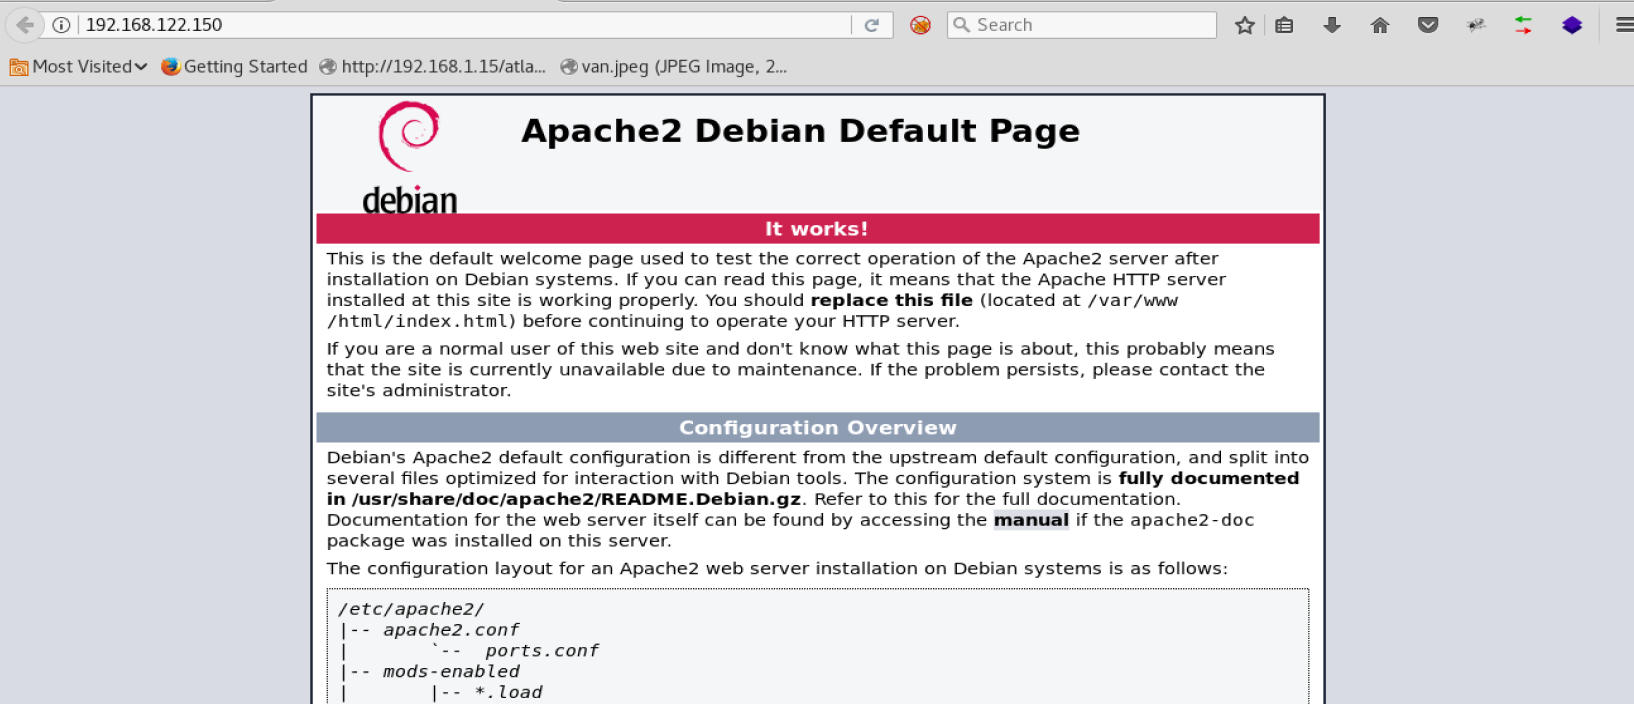 192.168.122.150
Search
Most Visited
Getting Started
http://192.168.1.15/atla...
van.jpeg (JPEG Image, 2...
debian
Apache2 Debian Default Page
It works!
This is the default welcome page used to test the correct operation of the Apache2 server after
installation on Debian systems. If you can read this page, it means that the Apache HTTP server
installed at this site is working properly. You should replace this file (located at /var/www
/html/index.html) before continuing to operate your HTTP server.
If you are a normal user of this web site and don't know what this page is about, this probably means
that the site is currently unavailable due to maintenance. If the problem persists, please contact the
site's administrator.
Configuration Overview
Debian's Apache2 default configuration is different from the upstream default configuration, and split into
several files optimized for interaction with Debian tools. The configuration system is fully documented
in /usr/share/doc/apache2/README.Debian.gz. Refer to this for the full documentation.
Documentation for the web server itself can be found by accessing the manual if the apache2-doc
package was installed on this server.
The configuration layout for an Apache2 web server installation on Debian systems is as follows:
/etc/apache2/
|-- apache2.conf
|       `--  ports.conf
|-- mods-enabled
|       |-- *.load